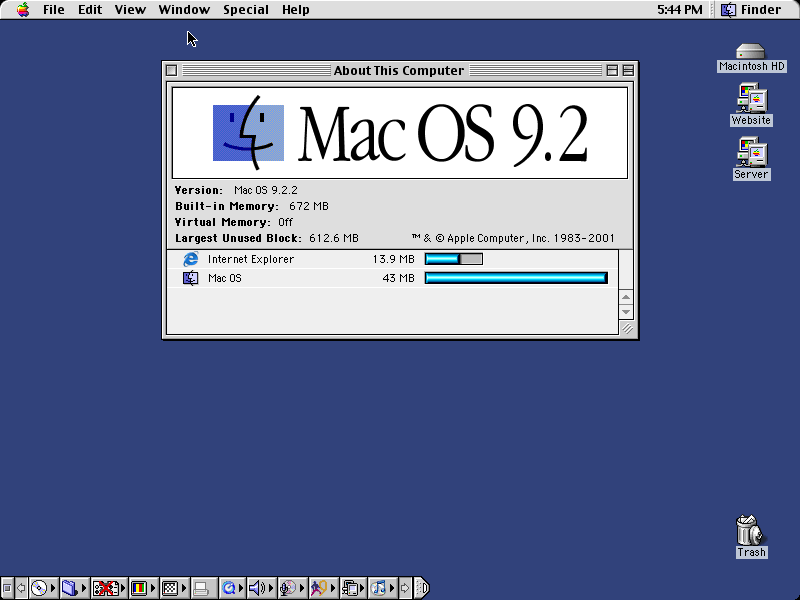 File Edit View Window Special Help 5:44 PM Finder
About This Computer
Macintosh HD
Mac OS 9.2
Website
Server
Version: Mac OS 9.2.2
Built-in Memory: 672 MB
Virtual Memory: Off
Largest Unused Block: 612.6 MB ™ & © Apple Computer, Inc. 1983-2001
Internet Explorer 13.9 MB
Mac OS 43 MB
Trash